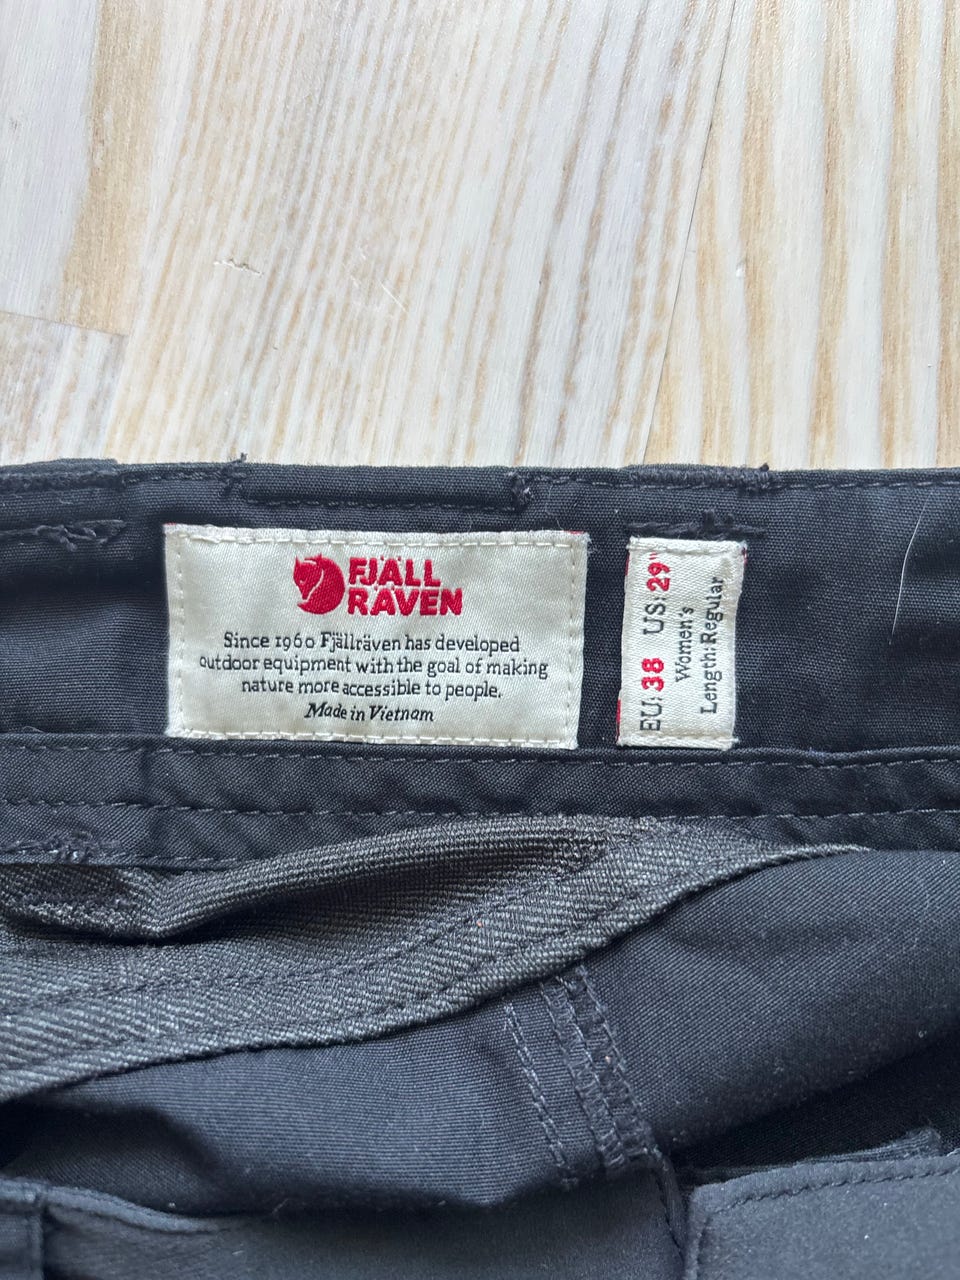 FJÄLL
RÄVEN
Since 1960 Fjällräven has developed
outdoor equipment with the goal of making
nature more accessible to people.
Made in Vietnam
EU: 38 US: 29"
Women's
Length: Regular